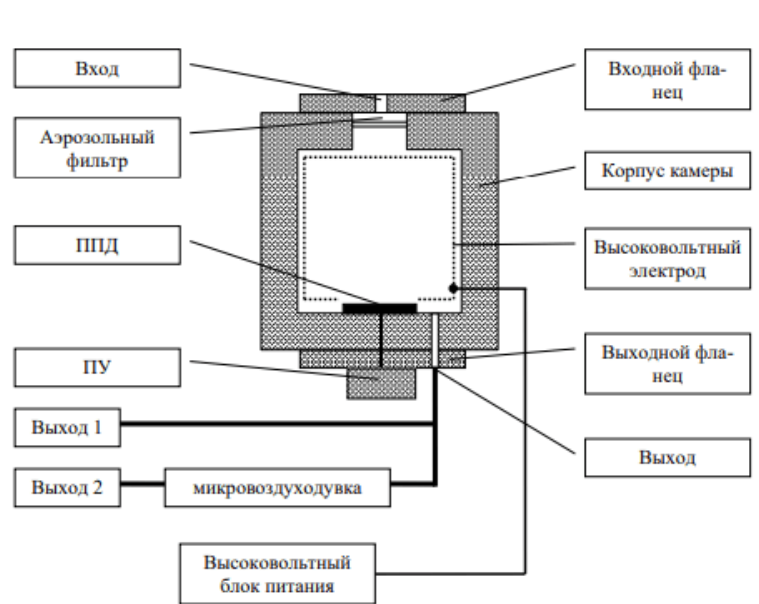 Вход
Аэрозольный
фильтр
ППД
ПУ
Выход 1
Выход 2
микровоздуходувка
Высоковольтный
блок питания
Входной фла-
нец
Корпус камеры
Высоковольтный
электрод
Выходной фла-
нец
Выход